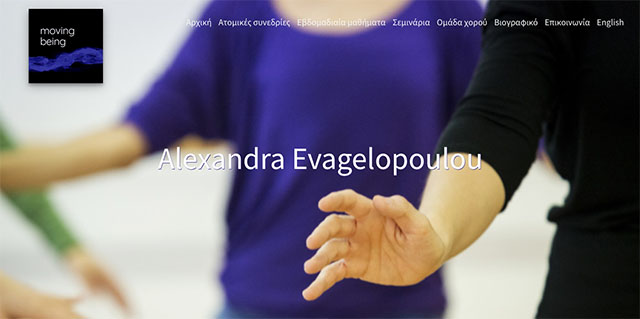 moving
being
Αρχική Ατομικές συνεδρίες Εβδομαδιαία μαθήματα Σεμινάρια Ομάδα χορού Βιογραφικό Επικοινωνία English
Alexandra Evagelopoulou